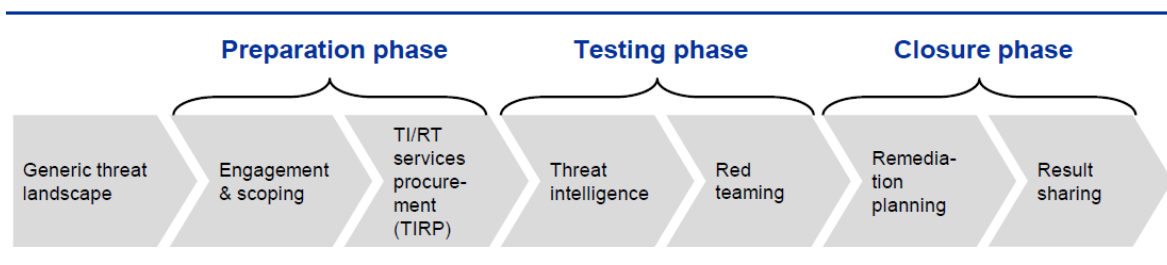 Preparation phase
Testing phase
Closure phase
Generic threat
landscape
Engagement
& scoping
TI/RT
services
procure-
ment
(TIRP)
Threat
intelligence
Red
teaming
Remedia-
tion
planning
Result
sharing